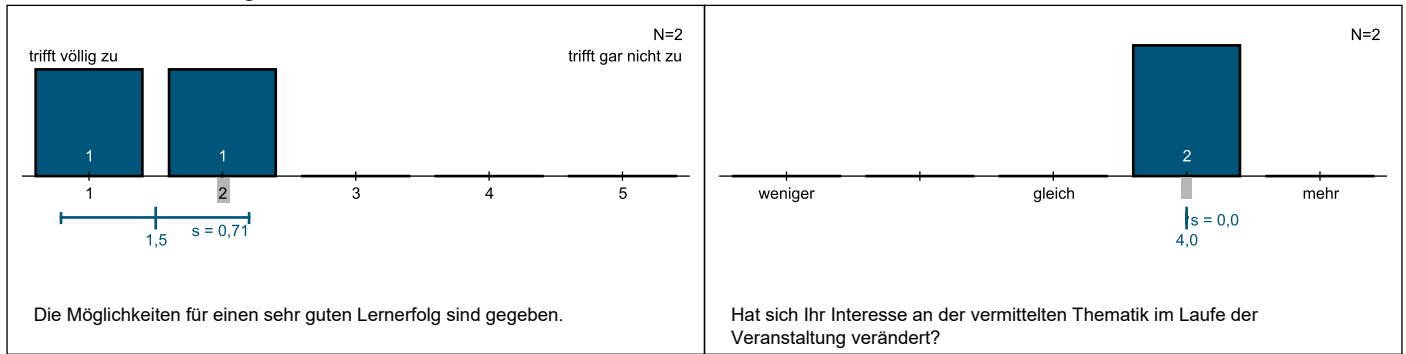 N=2
trifft völlig zu
trifft gar nicht zu
1
1
1
2
3
4
5
1,5
s = 0,71
Die Möglichkeiten für einen sehr guten Lernerfolg sind gegeben.
N=2
2
weniger
gleich
mehr
s = 0,0
4,0
Hat sich Ihr Interesse an der vermittelten Thematik im Laufe der
Veranstaltung verändert?